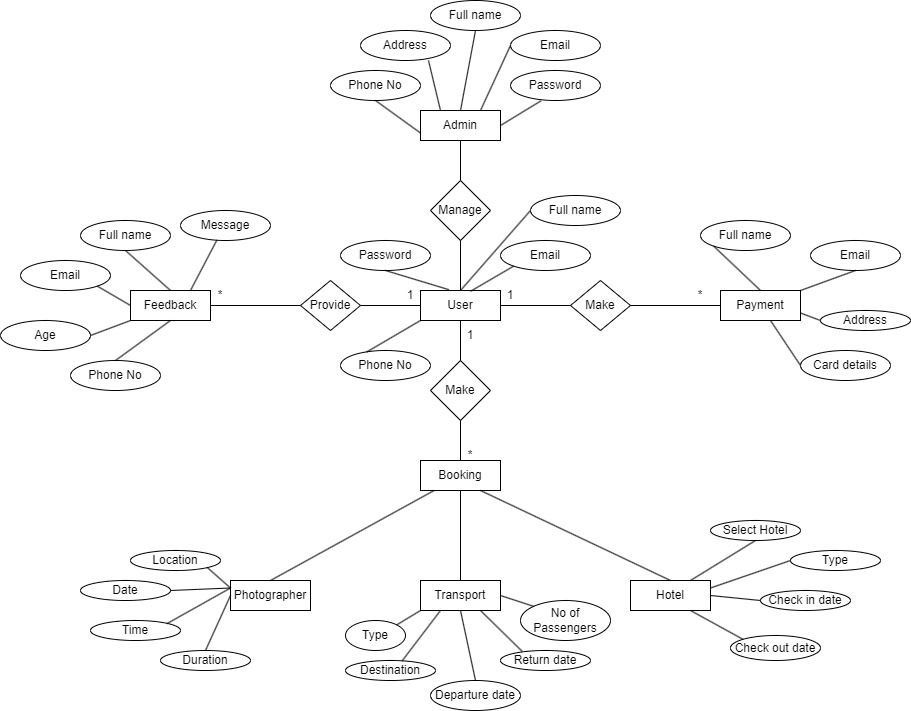 Full name
Address
Email
Phone No
Password
Admin
Manage
Full name
Message
Full name
Full name
Password
Email
Email
Email
Feedback
*
Provide
1
User
1
Make
*
Payment
Age
Address
1
Phone No
Phone No
Card details
Make
*
Booking
Select Hotel
Location
Type
Date
Photographer
Transport
Hotel
Check in date
No of
Passengers
Time
Type
Check out date
Duration
Return date
Destination
Departure date